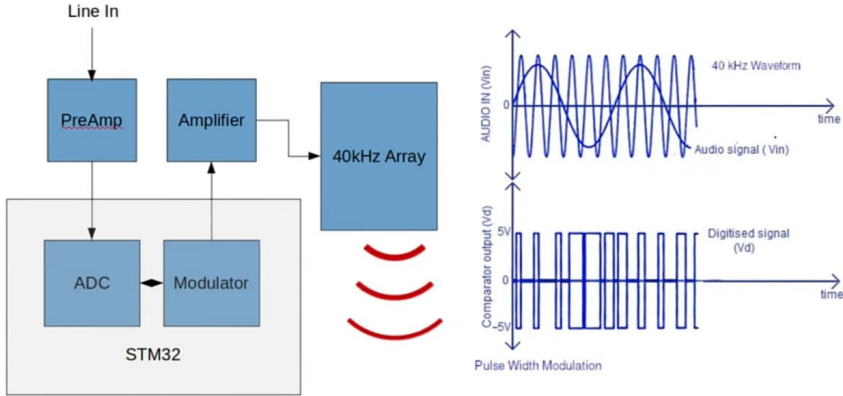 Line In
PreAmp
Amplifier
40kHz Array
ADC
Modulator
STM32
AUDIO IN (Vin)
0
40 kHz Waveform
time
Audio signal ( Vin)
Comparator output (Vd)
5V
0
-5V
Digitised signal
(Vd)
time
Pulse Width Modulation